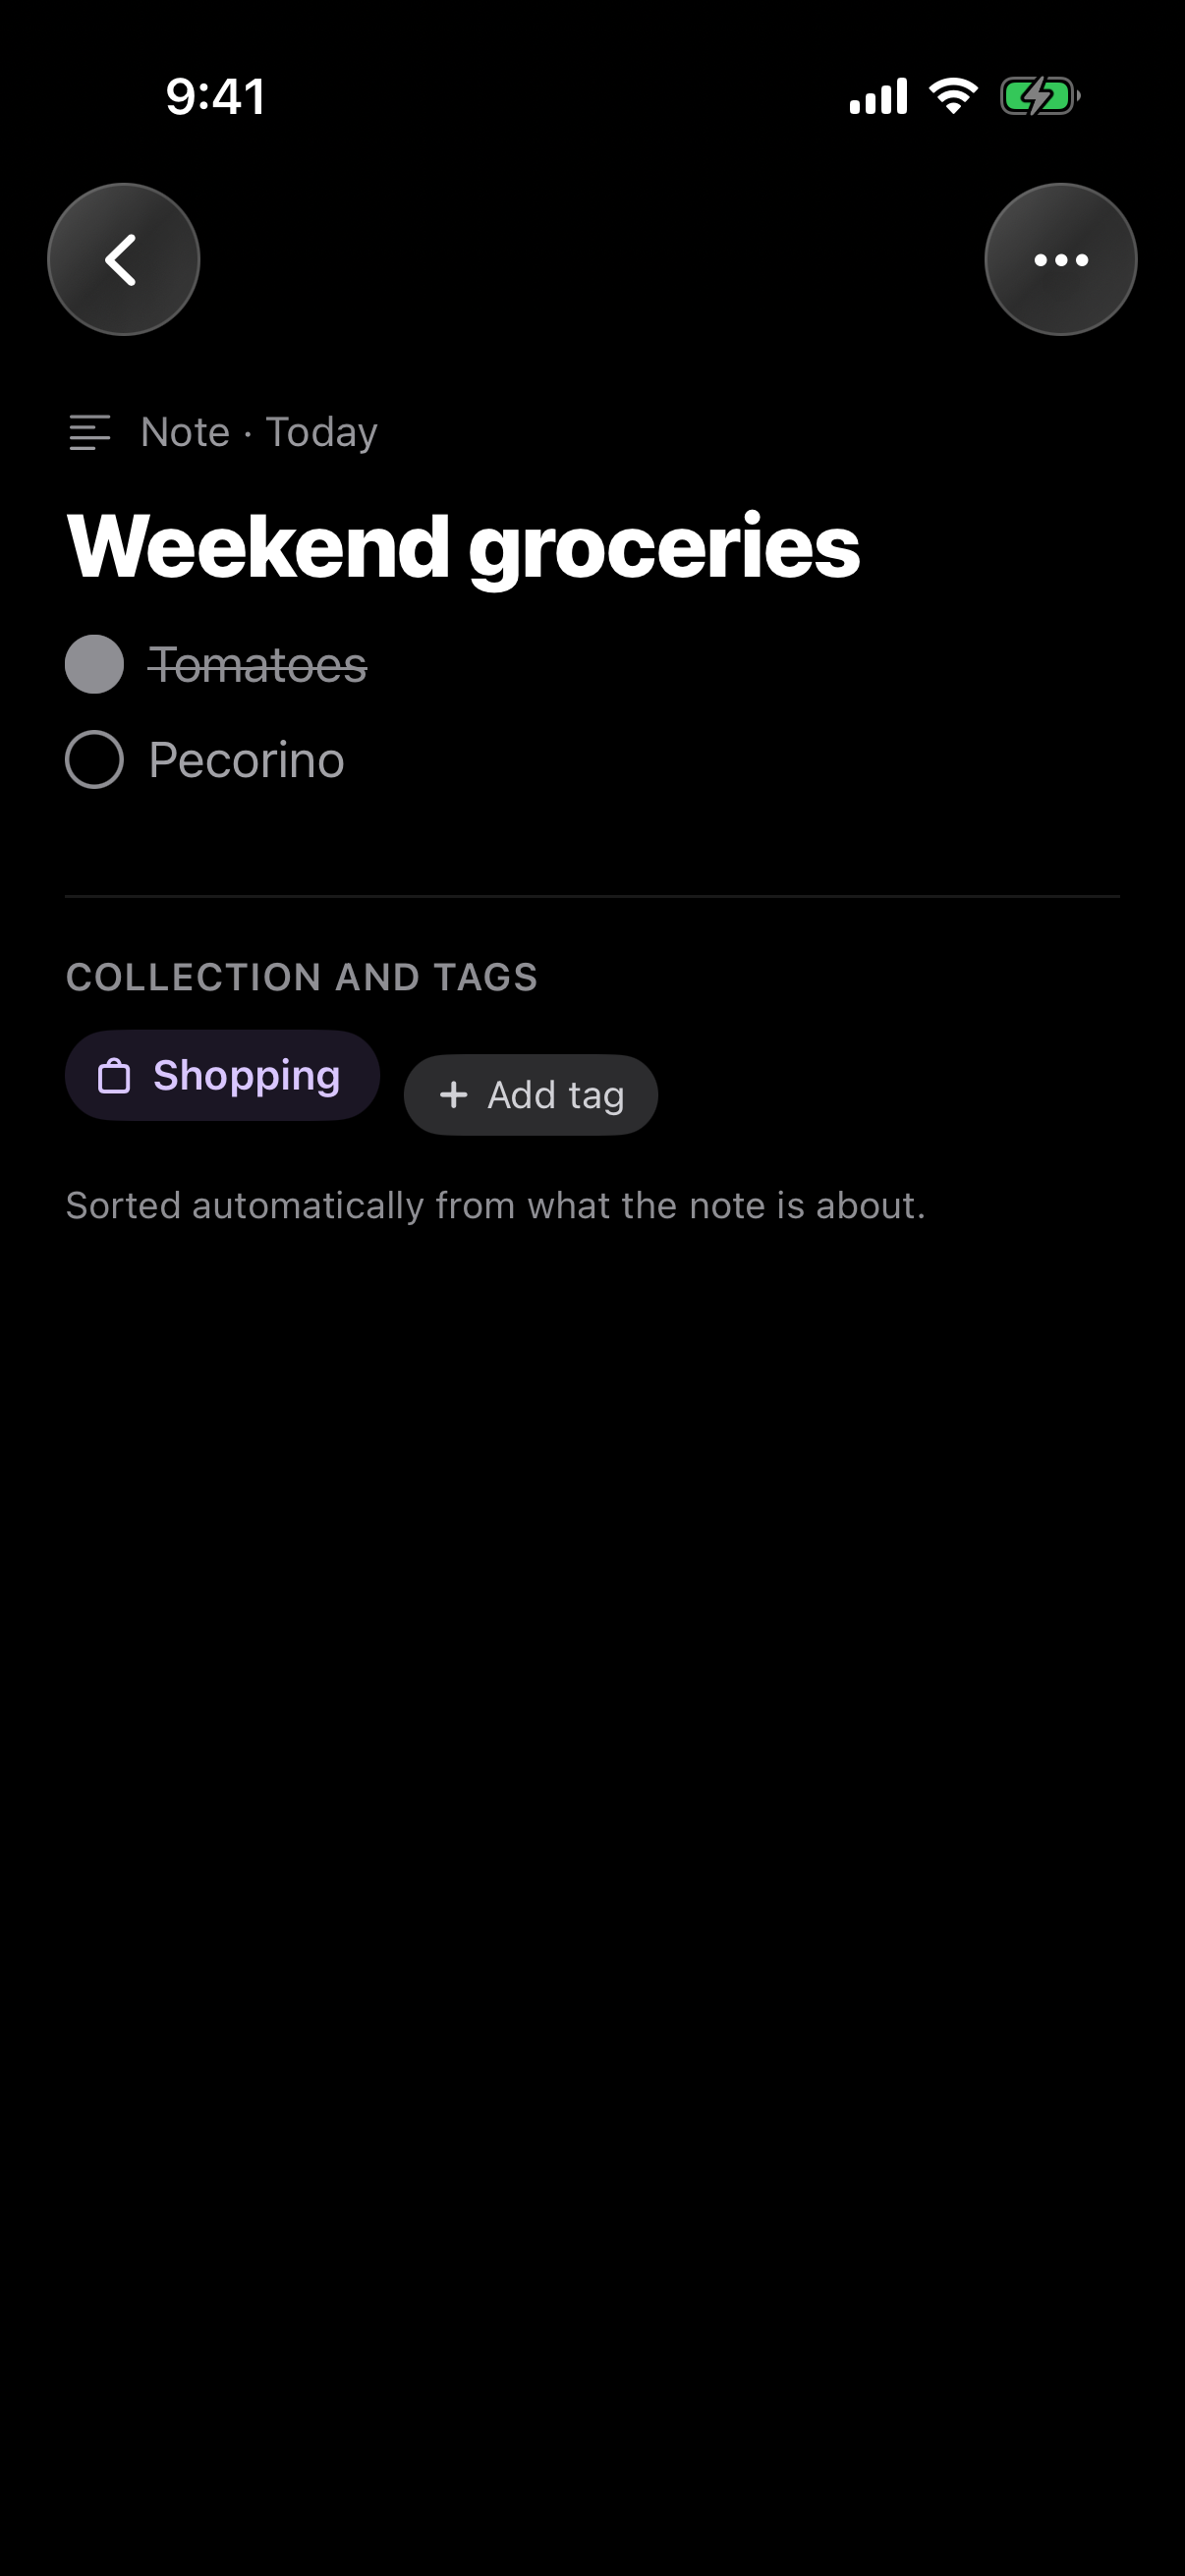 9:41
Note · Today
Weekend groceries
Tomatoes
Pecorino
COLLECTION AND TAGS
Shopping
+ Add tag
Sorted automatically from what the note is about.